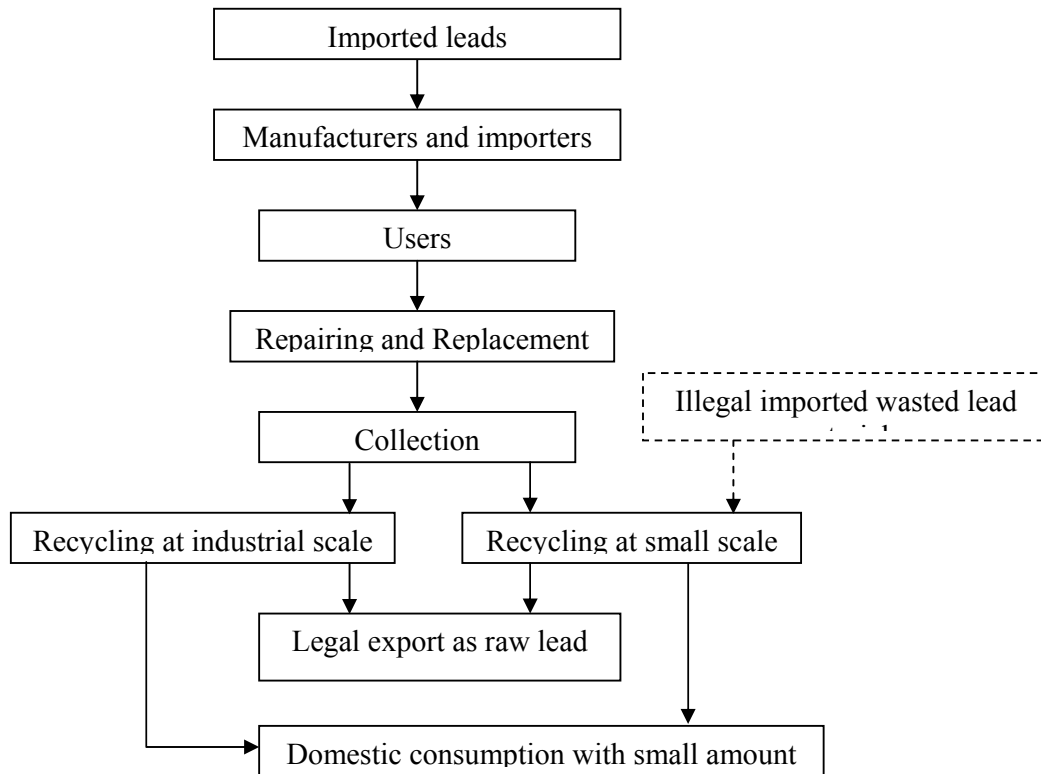 Imported leads
Manufacturers and importers
Users
Repairing and Replacement
Illegal imported wasted lead
Collection
Recycling at industrial scale
Recycling at small scale
Legal export as raw lead
Domestic consumption with small amount